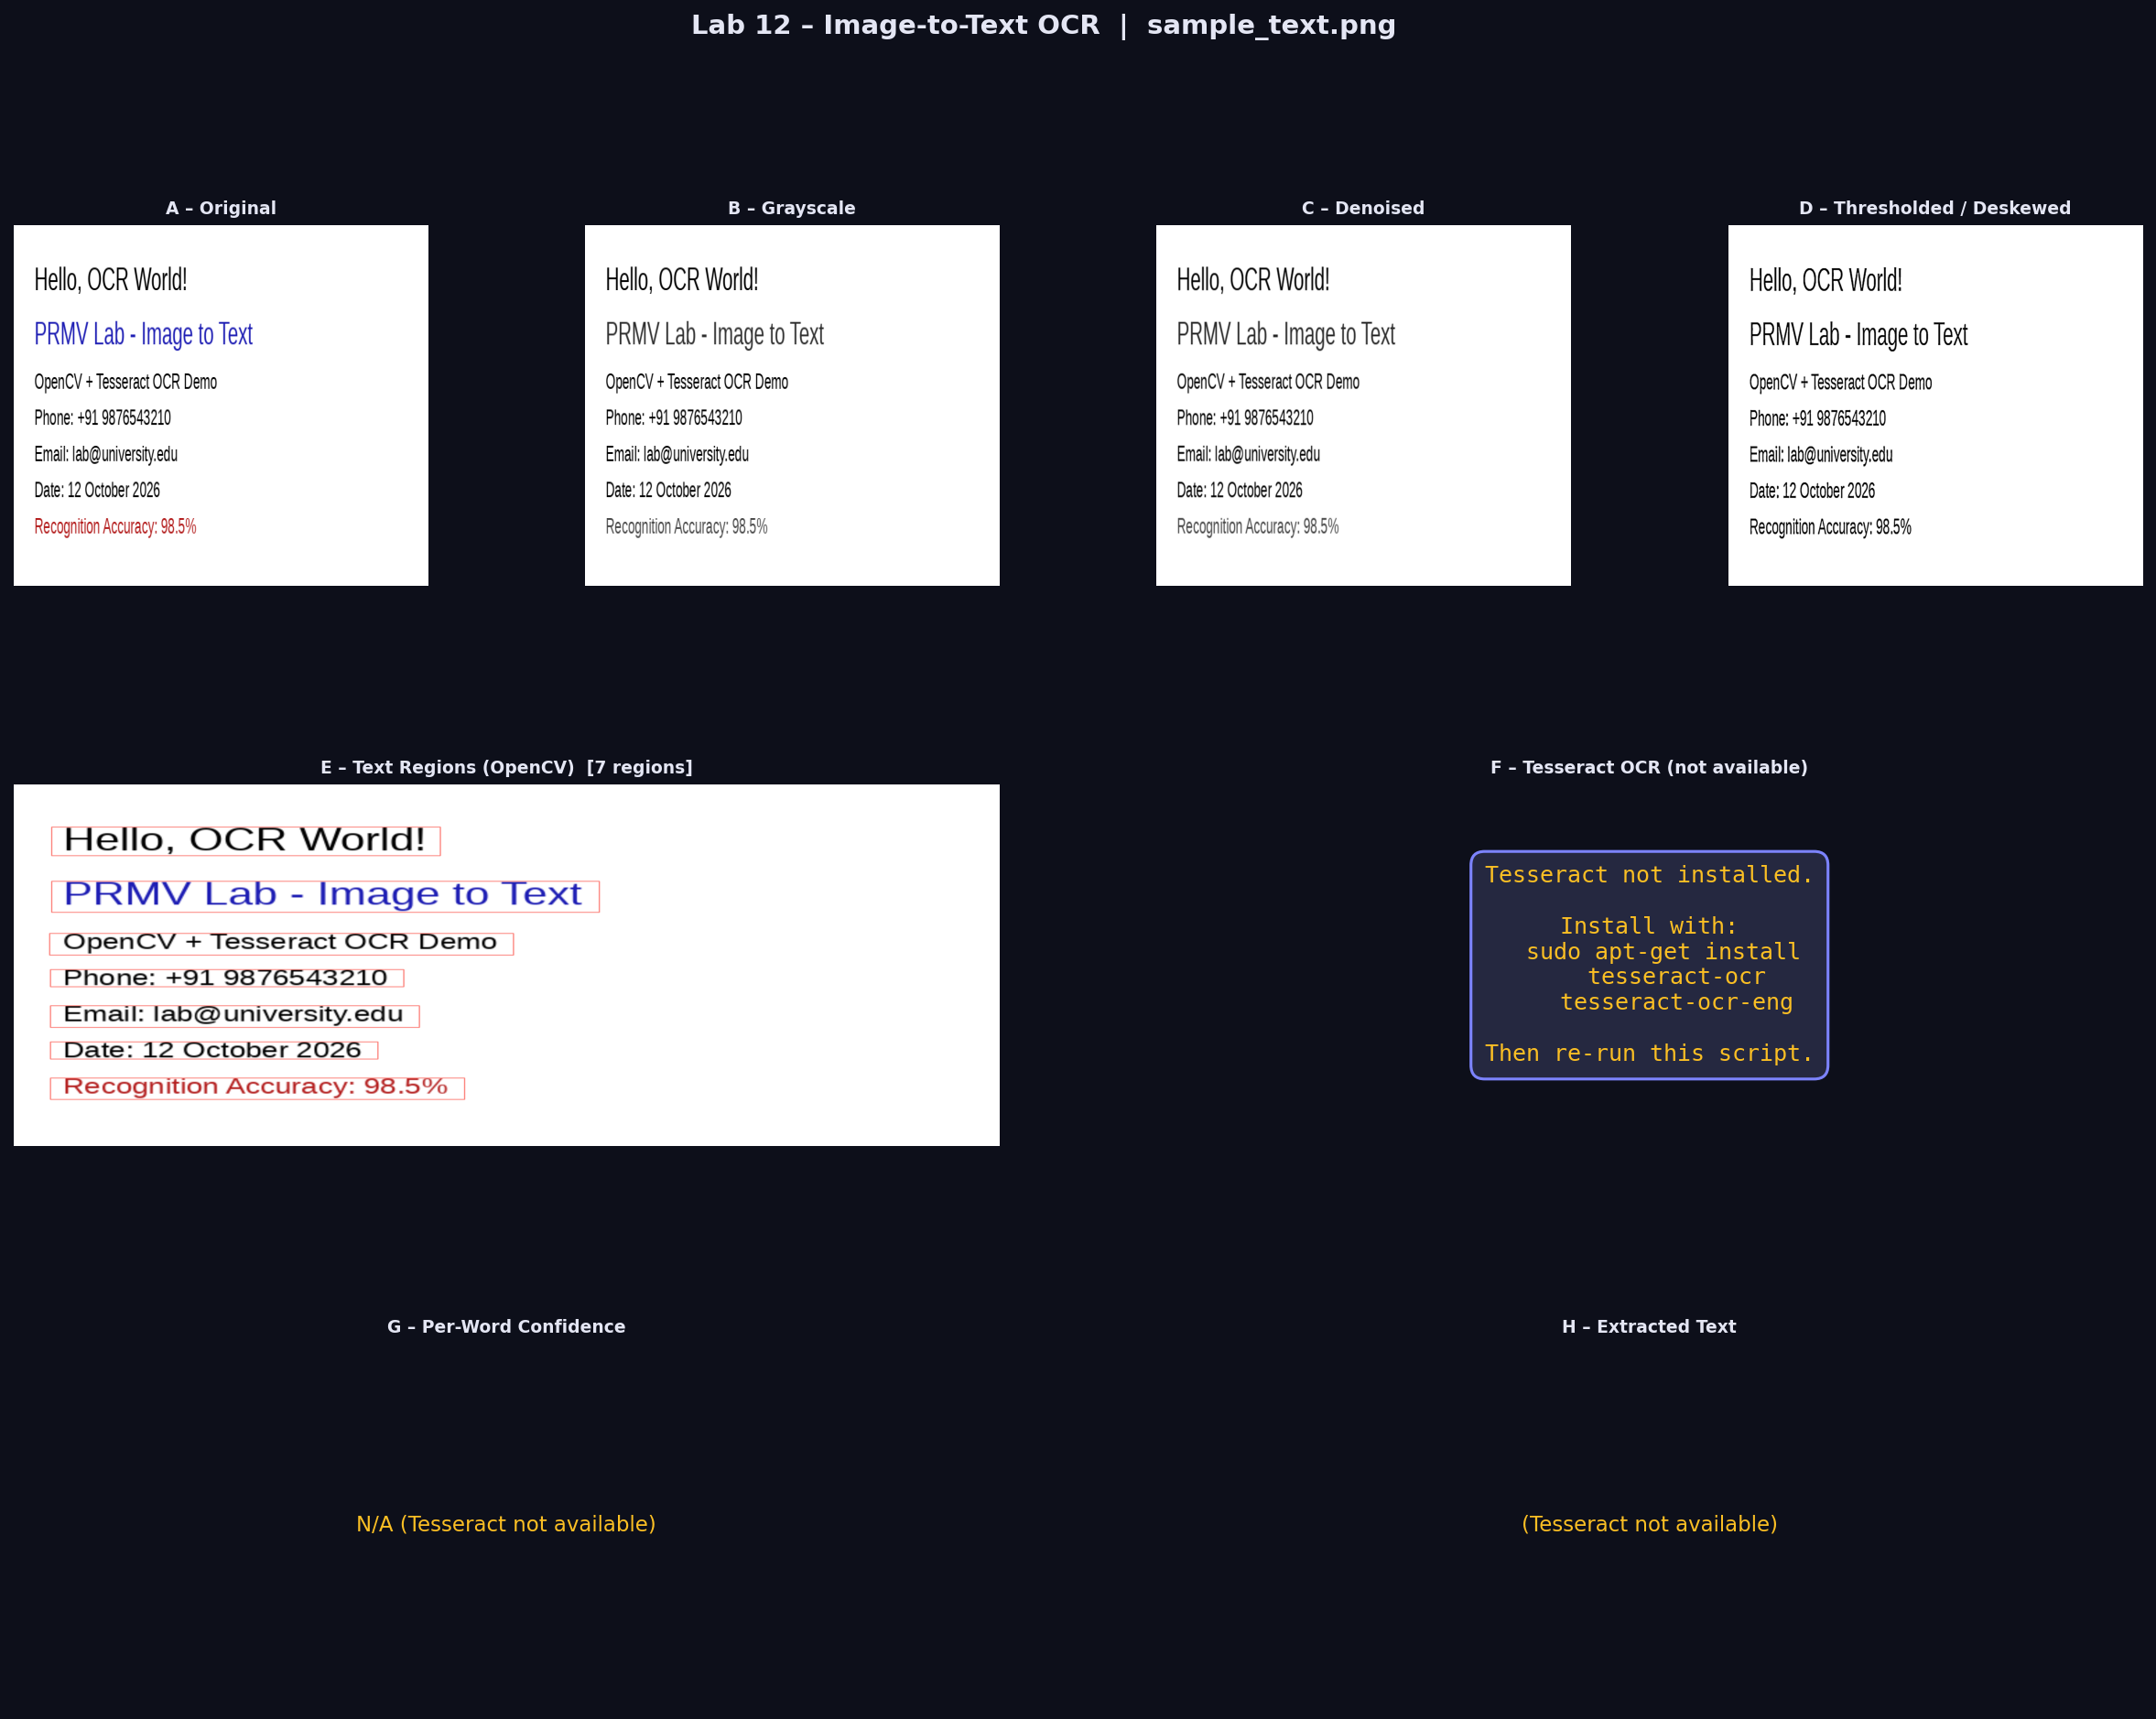 Lab 12 – Image-to-Text OCR | sample_text.png
A – Original
Hello, OCR World!
PRMV Lab - Image to Text
OpenCV + Tesseract OCR Demo
Phone: +91 9876543210
Email: lab@university.edu
Date: 12 October 2026
Recognition Accuracy: 98.5%
B – Grayscale
Hello, OCR World!
PRMV Lab - Image to Text
OpenCV + Tesseract OCR Demo
Phone: +91 9876543210
Email: lab@university.edu
Date: 12 October 2026
Recognition Accuracy: 98.5%
C – Denoised
Hello, OCR World!
PRMV Lab - Image to Text
OpenCV + Tesseract OCR Demo
Phone: +91 9876543210
Email: lab@university.edu
Date: 12 October 2026
Recognition Accuracy: 98.5%
D – Thresholded / Deskewed
Hello, OCR World!
PRMV Lab - Image to Text
OpenCV + Tesseract OCR Demo
Phone: +91 9876543210
Email: lab@university.edu
Date: 12 October 2026
Recognition Accuracy: 98.5%
E – Text Regions (OpenCV) [7 regions]
Hello, OCR World!
PRMV Lab - Image to Text
OpenCV + Tesseract OCR Demo
Phone: +91 9876543210
Email: lab@university.edu
Date: 12 October 2026
Recognition Accuracy: 98.5%
F – Tesseract OCR (not available)
Tesseract not installed.
Install with:
sudo apt-get install
tesseract-ocr
tesseract-ocr-eng
Then re-run this script.
G – Per-Word Confidence
N/A (Tesseract not available)
H – Extracted Text
(Tesseract not available)